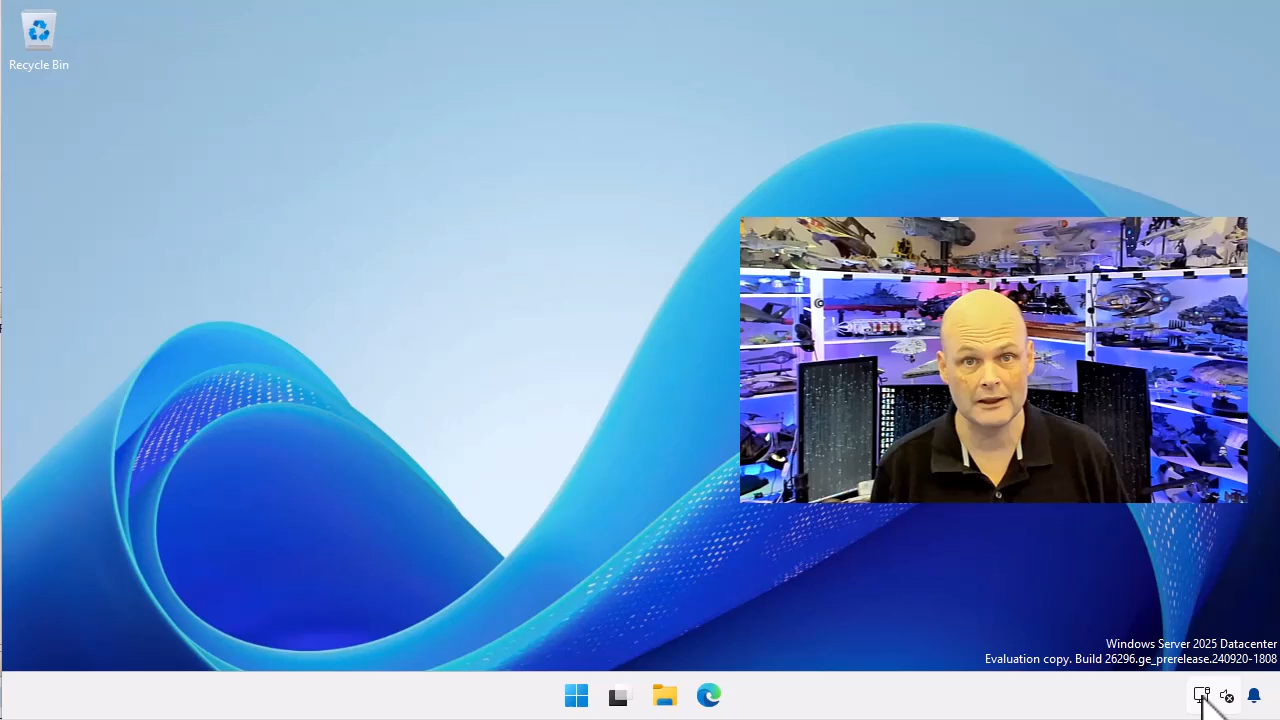 Recycle Bin
Windows Server 2025 Datacenter
Evaluation copy. Build 26296.ge_prerelease.240920-1808